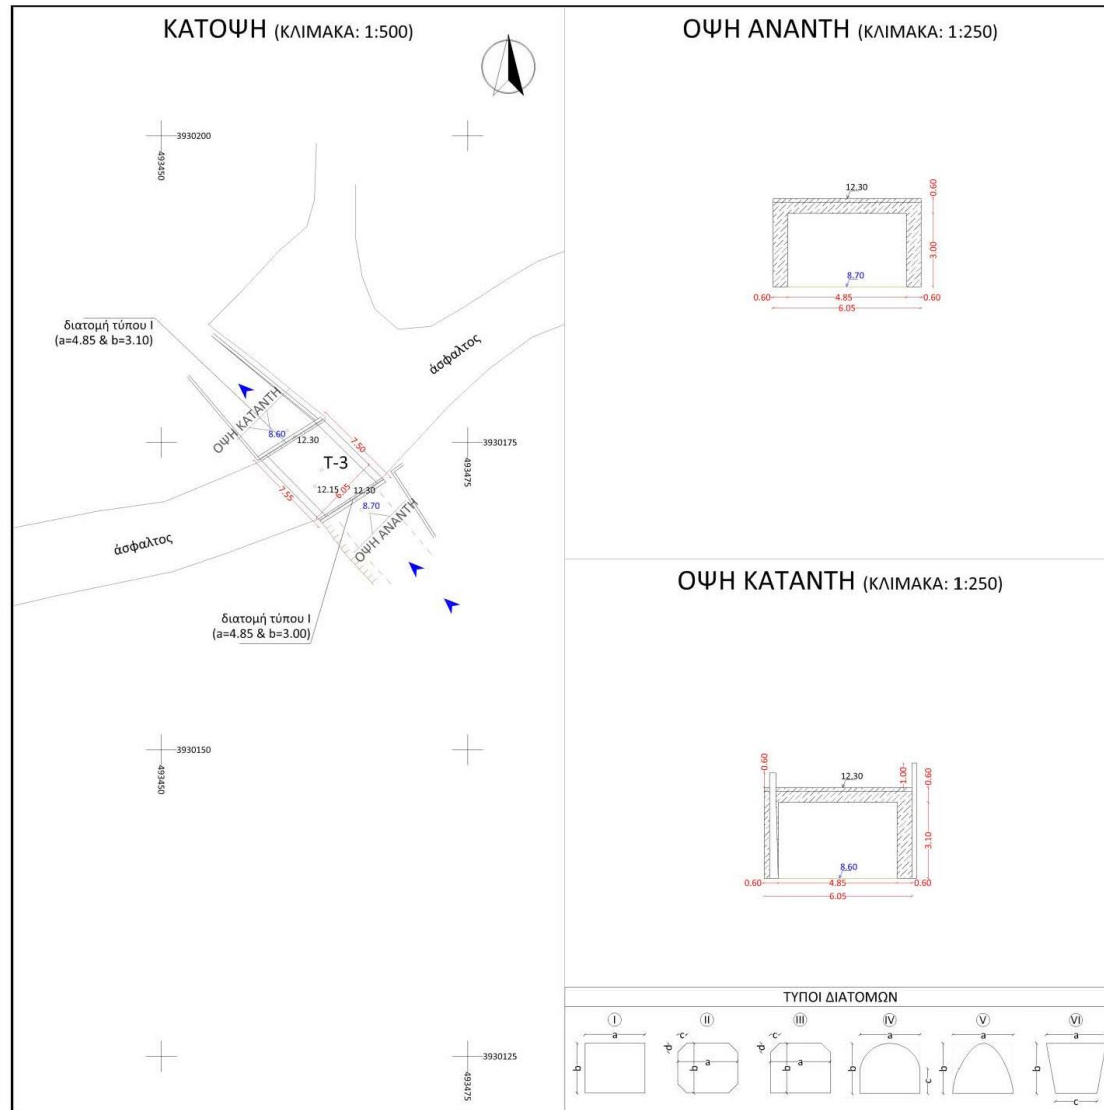 ΚΑΤΟΨΗ (ΚΛΙΜΑΚΑ: 1:500)
3930200
493450
διατομή τύπου Ι
(a=4.85 & b=3.10)
άσφαλτος
ΟΨΗ ΚΑΤΑΝΤΗ
8.60
12.30
7.50
3930175
493475
Τ-3
7.55
12.15
6.05
12.30
8.70
ΟΨΗ ΑΝΑΝΤΗ
άσφαλτος
διατομή τύπου Ι
(a=4.85 & b=3.00)
3930150
493450
3930125
493475
ΟΨΗ ΑΝΑΝΤΗ (ΚΛΙΜΑΚΑ: 1:250)
12.30
0.60
3.00
8.70
0.60
4.85
0.60
6.05
ΟΨΗ ΚΑΤΑΝΤΗ (ΚΛΙΜΑΚΑ: 1:250)
0.60
12.30
1.00
0.60
3.10
8.60
0.60
4.85
0.60
6.05
ΤΥΠΟΙ ΔΙΑΤΟΜΩΝ
I
II
III
IV
V
VI
a
b
c
d
a
b
c
d
a
b
a
b
c
a
b
a
b
c